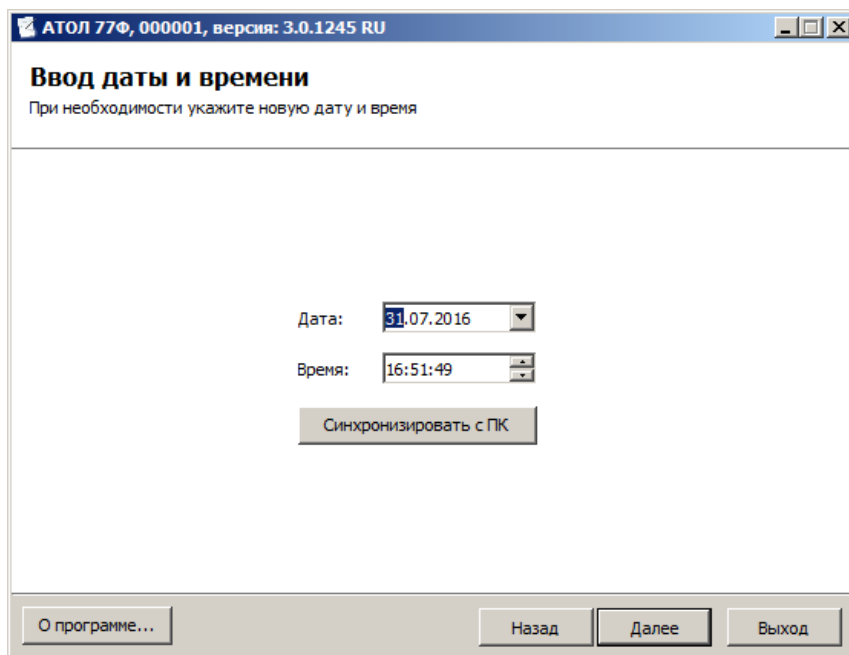 АТОЛ 77Ф, 000001, версия: 3.0.1245 RU
Ввод даты и времени
При необходимости укажите новую дату и время
Дата: 31.07.2016
Время: 16:51:49
Синхронизировать с ПК
О программе... Назад Далее Выход